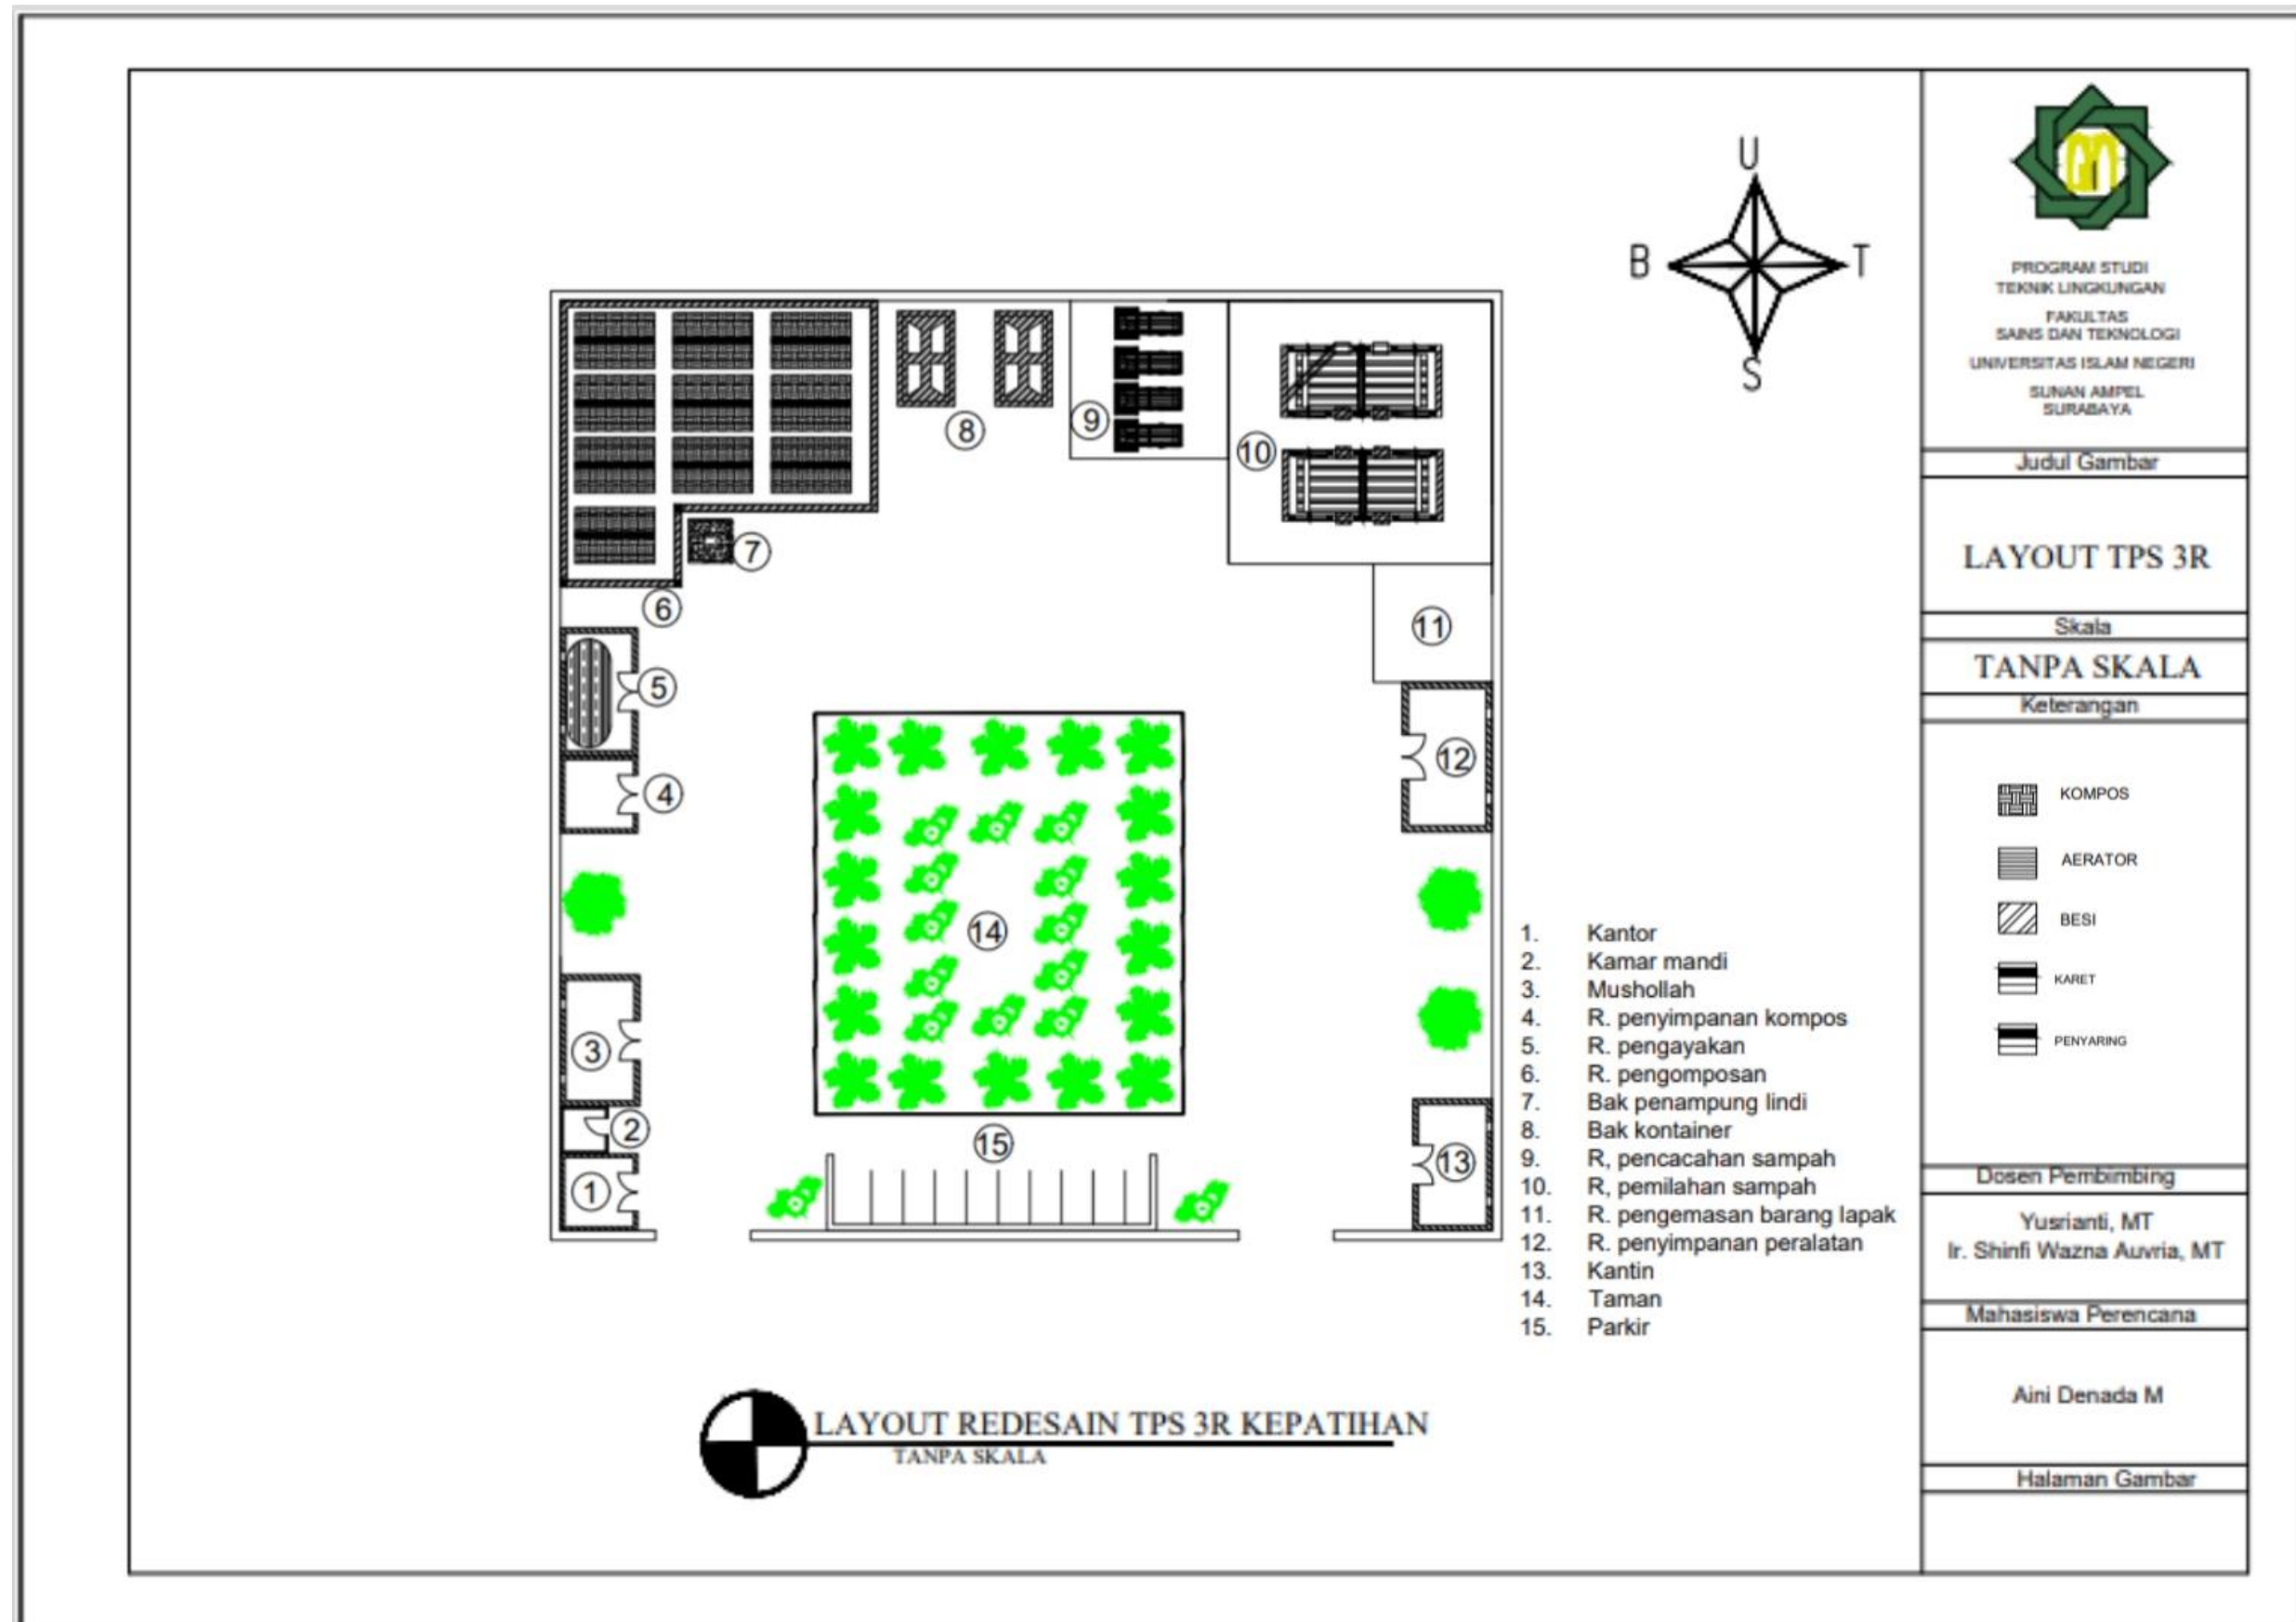 U
B
T
S
8
9
10
7
6
11
5
12
4
14
3
15
2
13
1
1. Kantor
2. Kamar mandi
3. Mushollah
4. R. penyimpanan kompos
5. R. pengayakan
6. R. pengomposan
7. Bak penampung lindi
8. Bak kontainer
9. R, pencacahan sampah
10. R, pemilahan sampah
11. R. pengemasan barang lapak
12. R. penyimpanan peralatan
13. Kantin
14. Taman
15. Parkir
LAYOUT REDESAIN TPS 3R KEPATIHAN
TANPA SKALA
PROGRAM STUDI
TEKNIK LINGKUNGAN
FAKULTAS
SAINS DAN TEKNOLOGI
UNIVERSITAS ISLAM NEGERI
SUNAN AMPEL
SURABAYA
Judul Gambar
LAYOUT TPS 3R
Skala
TANPA SKALA
Keterangan
KOMPOS
AERATOR
BESI
KARET
PENYARING
Dosen Pembimbing
Yusrianti, MT
Ir. Shinfi Wazna Auvria, MT
Mahasiswa Perencana
Aini Denada M
Halaman Gambar